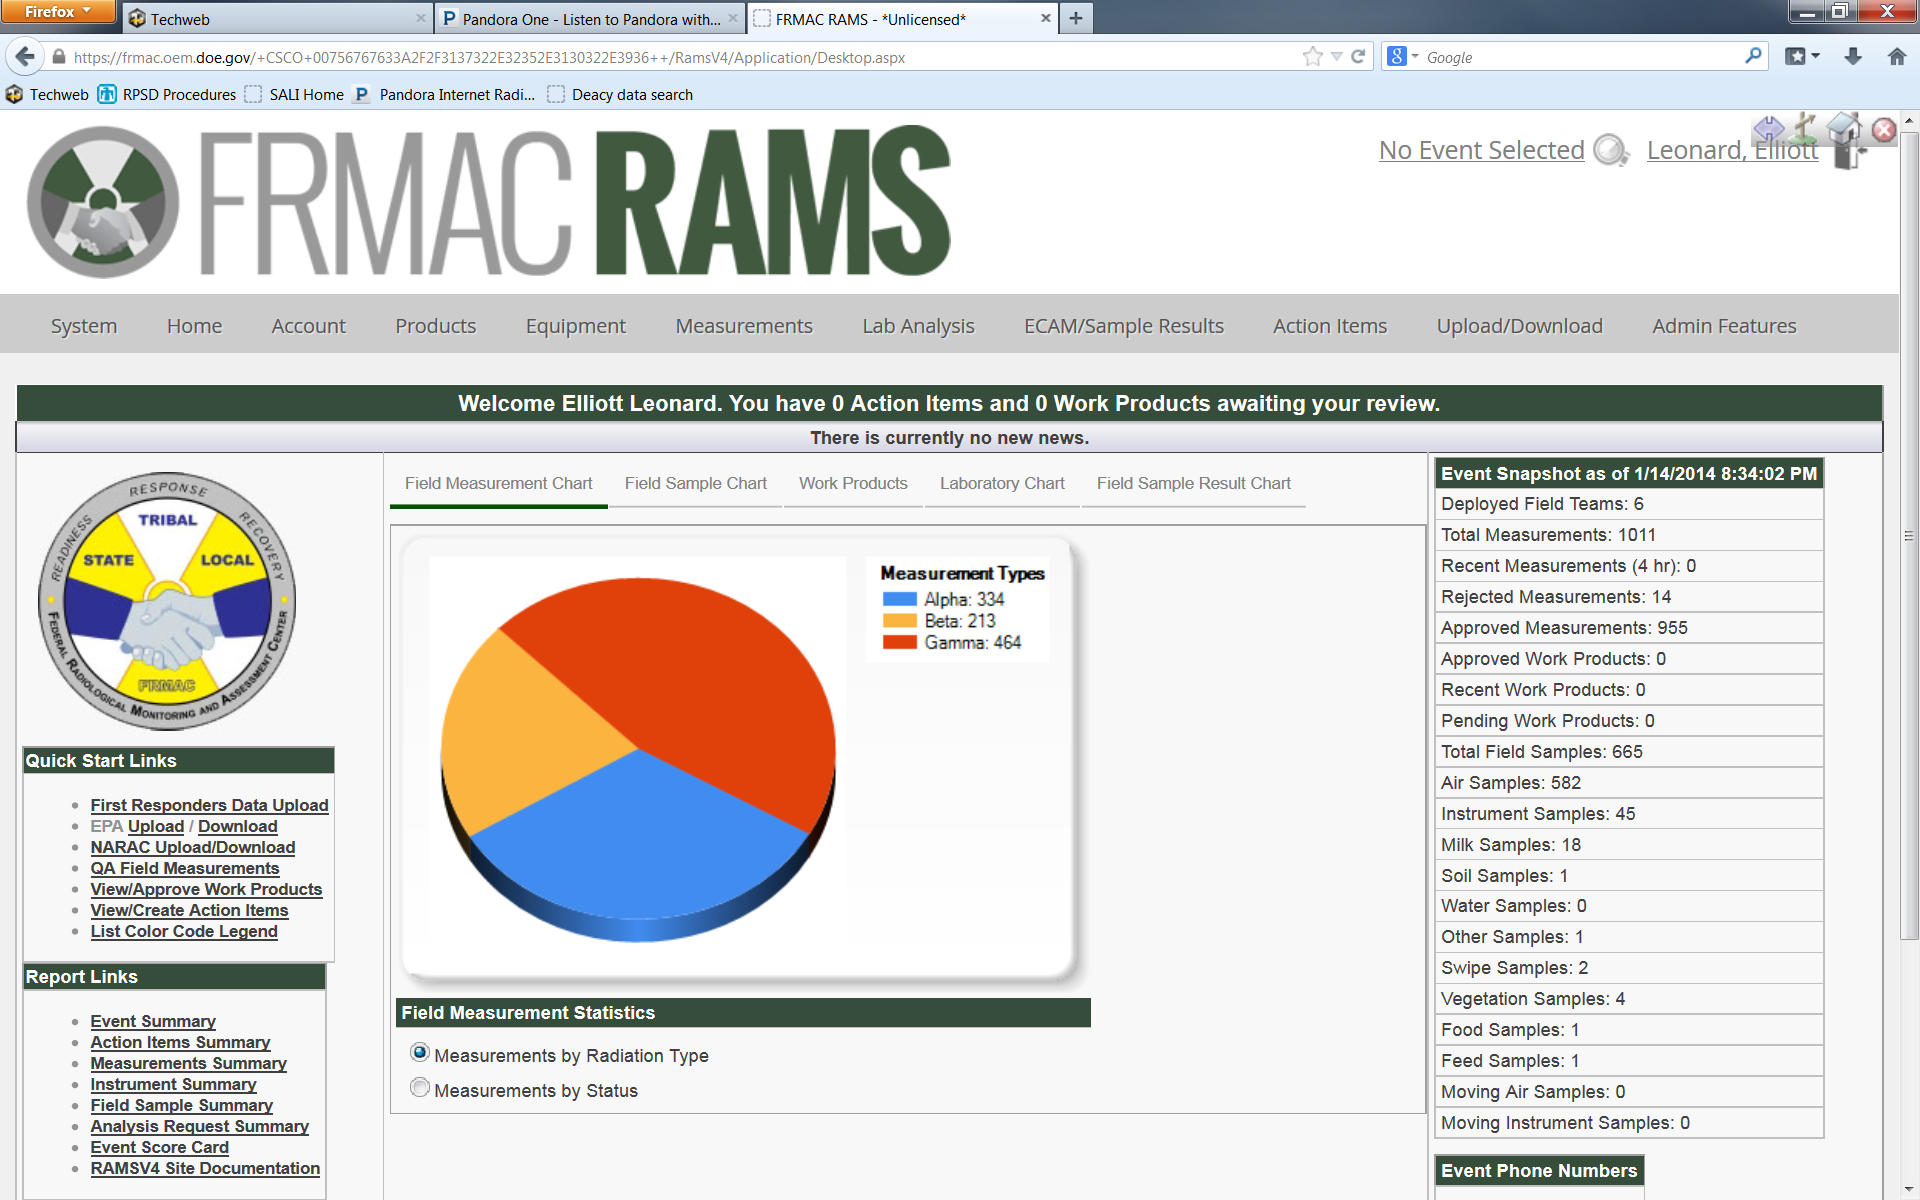 Firefox
Techweb
Pandora One - Listen to Pandora with...
FRMAC RAMS - *Unlicensed*
https://frmac.oem.doe.gov/+CSCO+00756767633A2F2F3137322E32352E3130322E3936++/RamsV4/Application/Desktop.aspx
Google
Techweb
RPSD Procedures
SALI Home
Pandora Internet Radi...
Deacy data search
FRMAC RAMS
No Event Selected
Leonard, Elliott
System
Home
Account
Products
Equipment
Measurements
Lab Analysis
ECAM/Sample Results
Action Items
Upload/Download
Admin Features
Welcome Elliott Leonard. You have 0 Action Items and 0 Work Products awaiting your review.
There is currently no new news.
READINESS RESPONSE RECOVERY
TRIBAL
STATE
LOCAL
FRMAC
FEDERAL RADIOLOGICAL MONITORING AND ASSESSMENT CENTER
Quick Start Links
First Responders Data Upload
EPA Upload / Download
NARAC Upload/Download
QA Field Measurements
View/Approve Work Products
View/Create Action Items
List Color Code Legend
Report Links
Event Summary
Action Items Summary
Measurements Summary
Instrument Summary
Field Sample Summary
Analysis Request Summary
Event Score Card
RAMSV4 Site Documentation
Field Measurement Chart
Field Sample Chart
Work Products
Laboratory Chart
Field Sample Result Chart
Measurement Types
Alpha: 334
Beta: 213
Gamma: 464
Field Measurement Statistics
Measurements by Radiation Type
Measurements by Status
Event Snapshot as of 1/14/2014 8:34:02 PM
Deployed Field Teams: 6
Total Measurements: 1011
Recent Measurements (4 hr): 0
Rejected Measurements: 14
Approved Measurements: 955
Approved Work Products: 0
Recent Work Products: 0
Pending Work Products: 0
Total Field Samples: 665
Air Samples: 582
Instrument Samples: 45
Milk Samples: 18
Soil Samples: 1
Water Samples: 0
Other Samples: 1
Swipe Samples: 2
Vegetation Samples: 4
Food Samples: 1
Feed Samples: 1
Moving Air Samples: 0
Moving Instrument Samples: 0
Event Phone Numbers